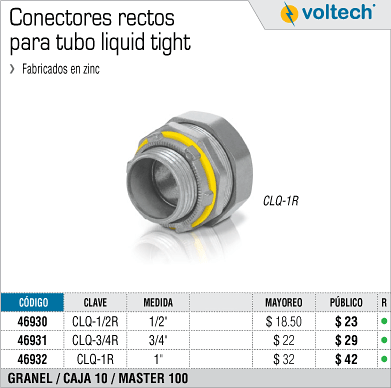 Conectores rectos
para tubo liquid tight
voltech
› Fabricados en zinc
CLQ-1R
CÓDIGO CLAVE MEDIDA MAYOREO PÚBLICO R
46930 CLQ-1/2R 1/2" $ 18.50 $ 23 •
46931 CLQ-3/4R 3/4" $ 22 $ 29 •
46932 CLQ-1R 1" $ 32 $ 42 •
GRANEL / CAJA 10 / MASTER 100